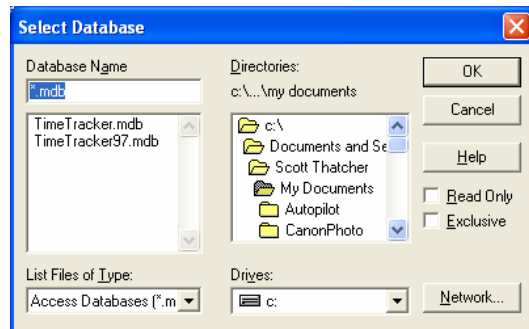 Select Database
Database Name
*.mdb
TimeTracker.mdb
TimeTracker97.mdb
List Files of Type:
Access Databases (*.m
Directories:
c:\...\my documents
c:\
Documents and Se
Scott Thatcher
My Documents
Autopilot
CanonPhoto
Drives:
c:
OK
Cancel
Help
Read Only
Exclusive
Network...